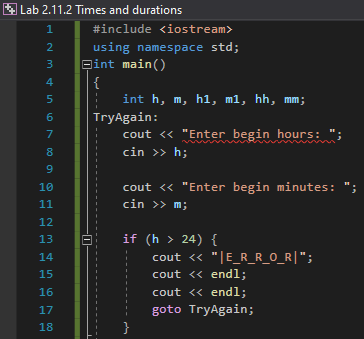 Lab 2.11.2 Times and durations
1 #include <iostream>
2 using namespace std;
3 int main()
4 {
5 int h, m, h1, m1, hh, mm;
6 TryAgain:
7 cout << "Enter begin hours: ";
8 cin >> h;
9
10 cout << "Enter begin minutes: ";
11 cin >> m;
12
13 if (h > 24) {
14 cout << "|E_R_R_O_R|";
15 cout << endl;
16 cout << endl;
17 goto TryAgain;
18 }